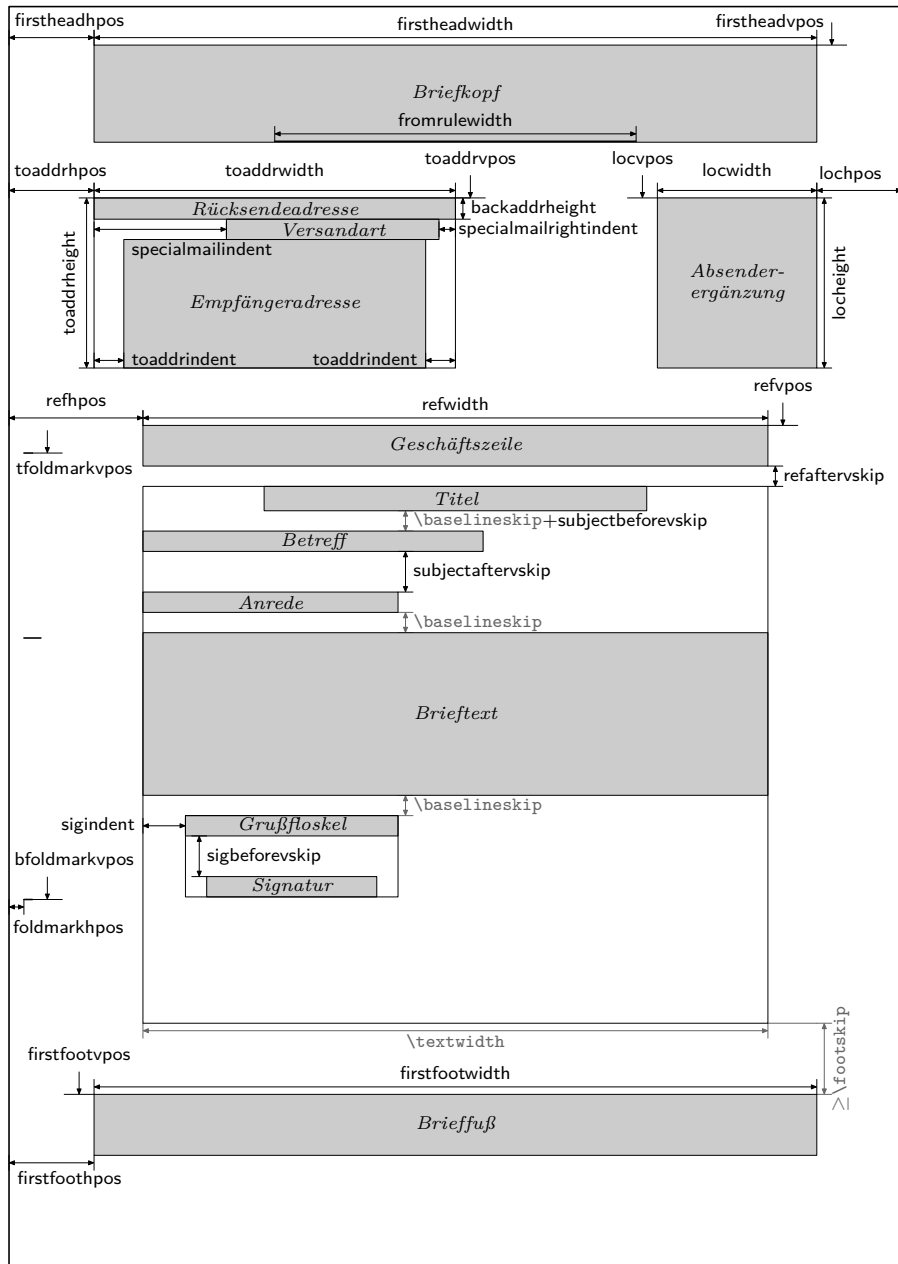 firstheadhpos
firstheadwidth
firstheadvpos
Briefkopf
fromrulewidth
toaddrhpos
toaddrwidth
toaddrvpos
locvpos
locwidth
lochpos
Rücksendeadresse
backaddrheight
Versandart
specialmailrightindent
specialmailindent
toaddrheight
Empfängeradresse
Absender-
ergänzung
locheight
toaddrindent
toaddrindent
refhpos
refwidth
refvpos
Geschäftszeile
tfoldmarkvpos
refaftervskip
Titel
\baselineskip+subjectbeforevskip
Betreff
subjectaftervskip
Anrede
\baselineskip
Brieftext
\baselineskip
sigindent
Grußfloskel
bfoldmarkvpos
sigbeforevskip
Signatur
foldmarkhpos
\textwidth
≥\footskip
firstfootvpos
firstfootwidth
Brieffuß
firstfoothpos